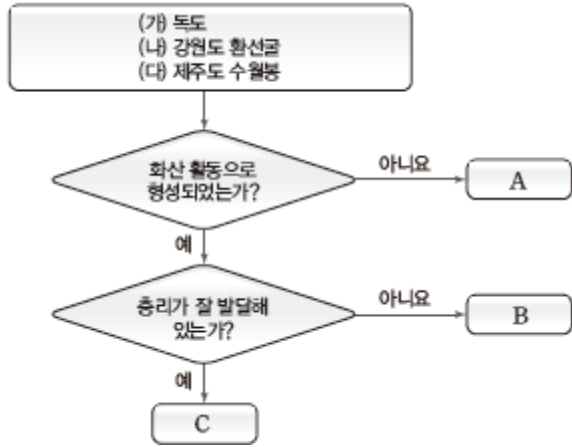 (가) 독도
(나) 강원도 환선굴
(다) 제주도 수월봉
화산 활동으로
형성되었는가?
아니요
A
예
층리가 잘 발달해
있는가?
아니요
B
예
C